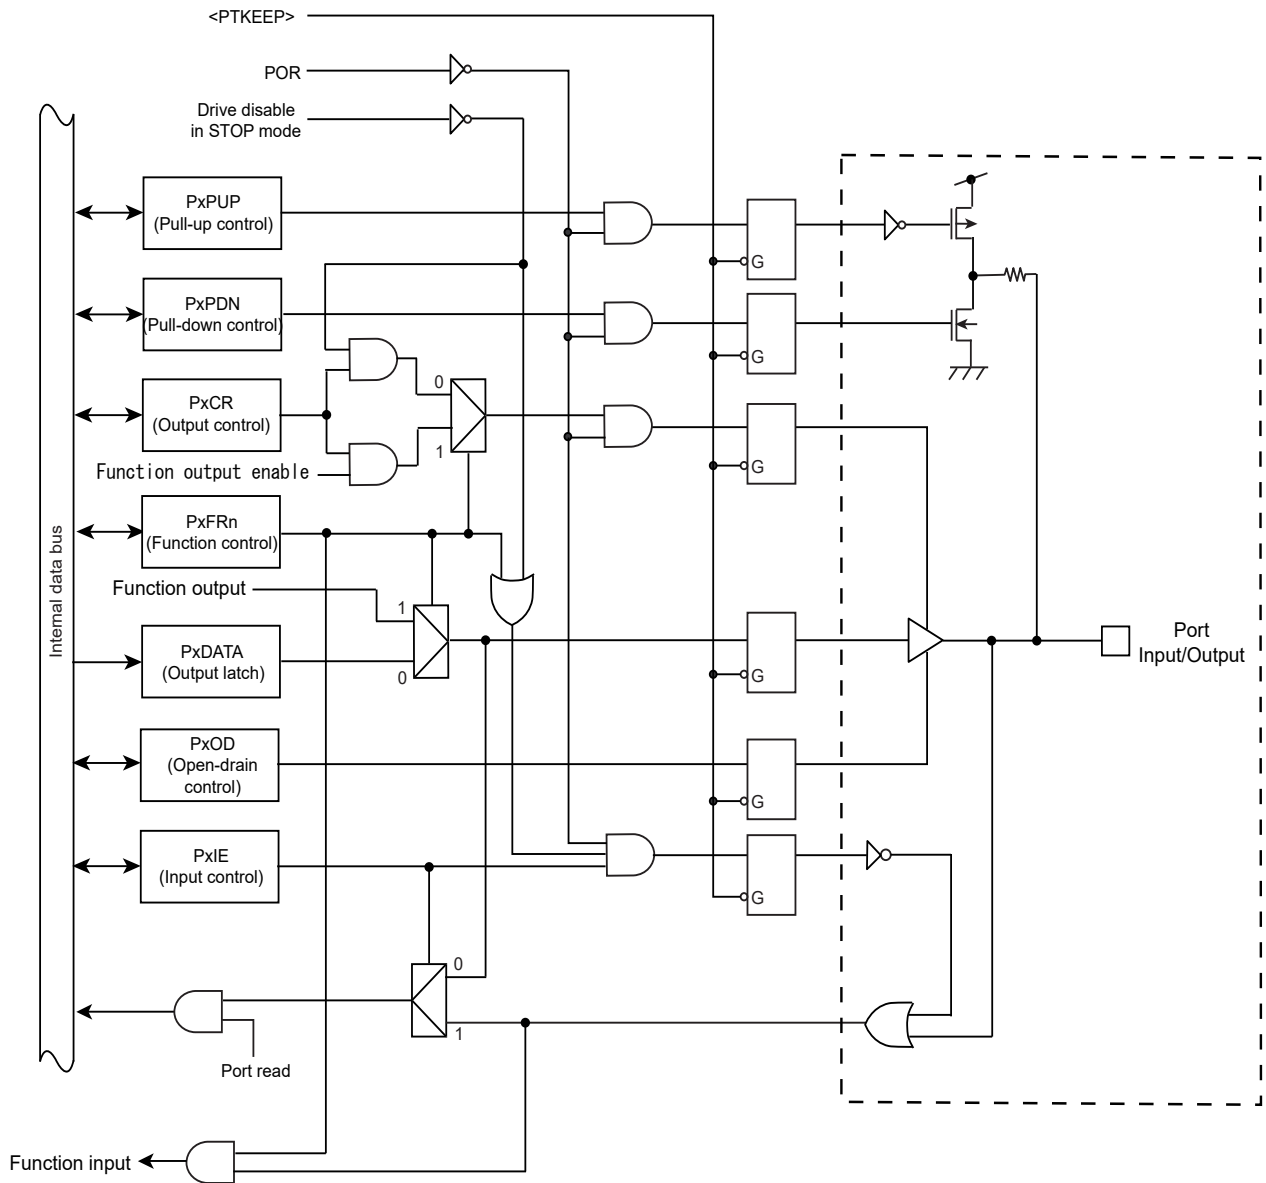 <PTKEEP>
POR
Drive disable
in STOP mode
PxPUP
(Pull-up control)
G
PxPDN
(Pull-down control)
G
0
PxCR
(Output control)
1
G
Function output enable
PxFRn
(Function control)
Internal data bus
Function output
1
PxDATA
(Output latch)
0
G
Port
Input/Output
PxOD
(Open-drain
control)
G
PxIE
(Input control)
G
0
1
Port read
Function input